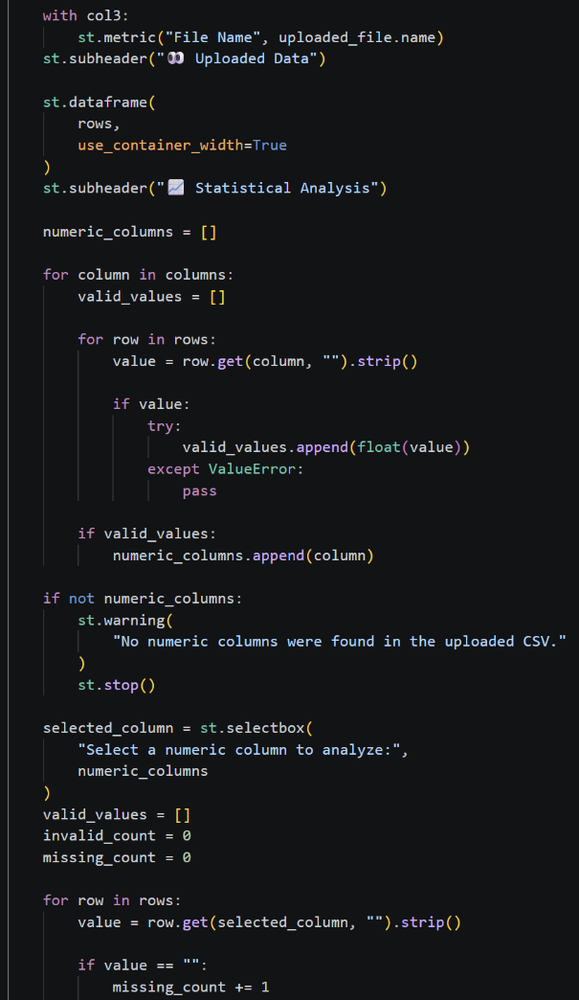 with col3:
    st.metric("File Name", uploaded_file.name)
st.subheader("👀 Uploaded Data")

st.dataframe(
    rows,
    use_container_width=True
)
st.subheader("📈 Statistical Analysis")

numeric_columns = []

for column in columns:
    valid_values = []

    for row in rows:
        value = row.get(column, "").strip()

        if value:
            try:
                valid_values.append(float(value))
            except ValueError:
                pass

    if valid_values:
        numeric_columns.append(column)

if not numeric_columns:
    st.warning(
        "No numeric columns were found in the uploaded CSV."
    )
    st.stop()

selected_column = st.selectbox(
    "Select a numeric column to analyze:",
    numeric_columns
)
valid_values = []
invalid_count = 0
missing_count = 0

for row in rows:
    value = row.get(selected_column, "").strip()

    if value == "":
        missing_count += 1